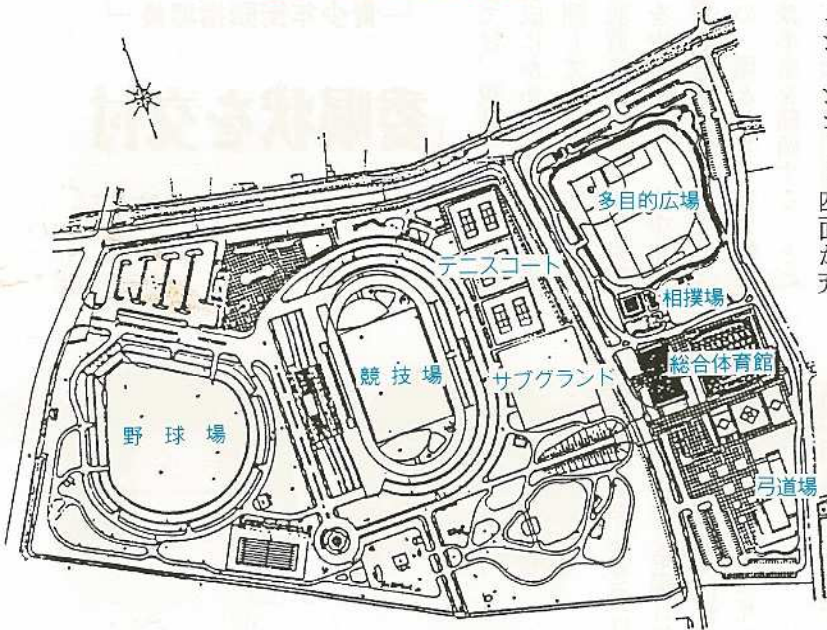 多目的広場
テニスコート
相撲場
総合体育館
競技場
サブグランド
野球場
弓道場